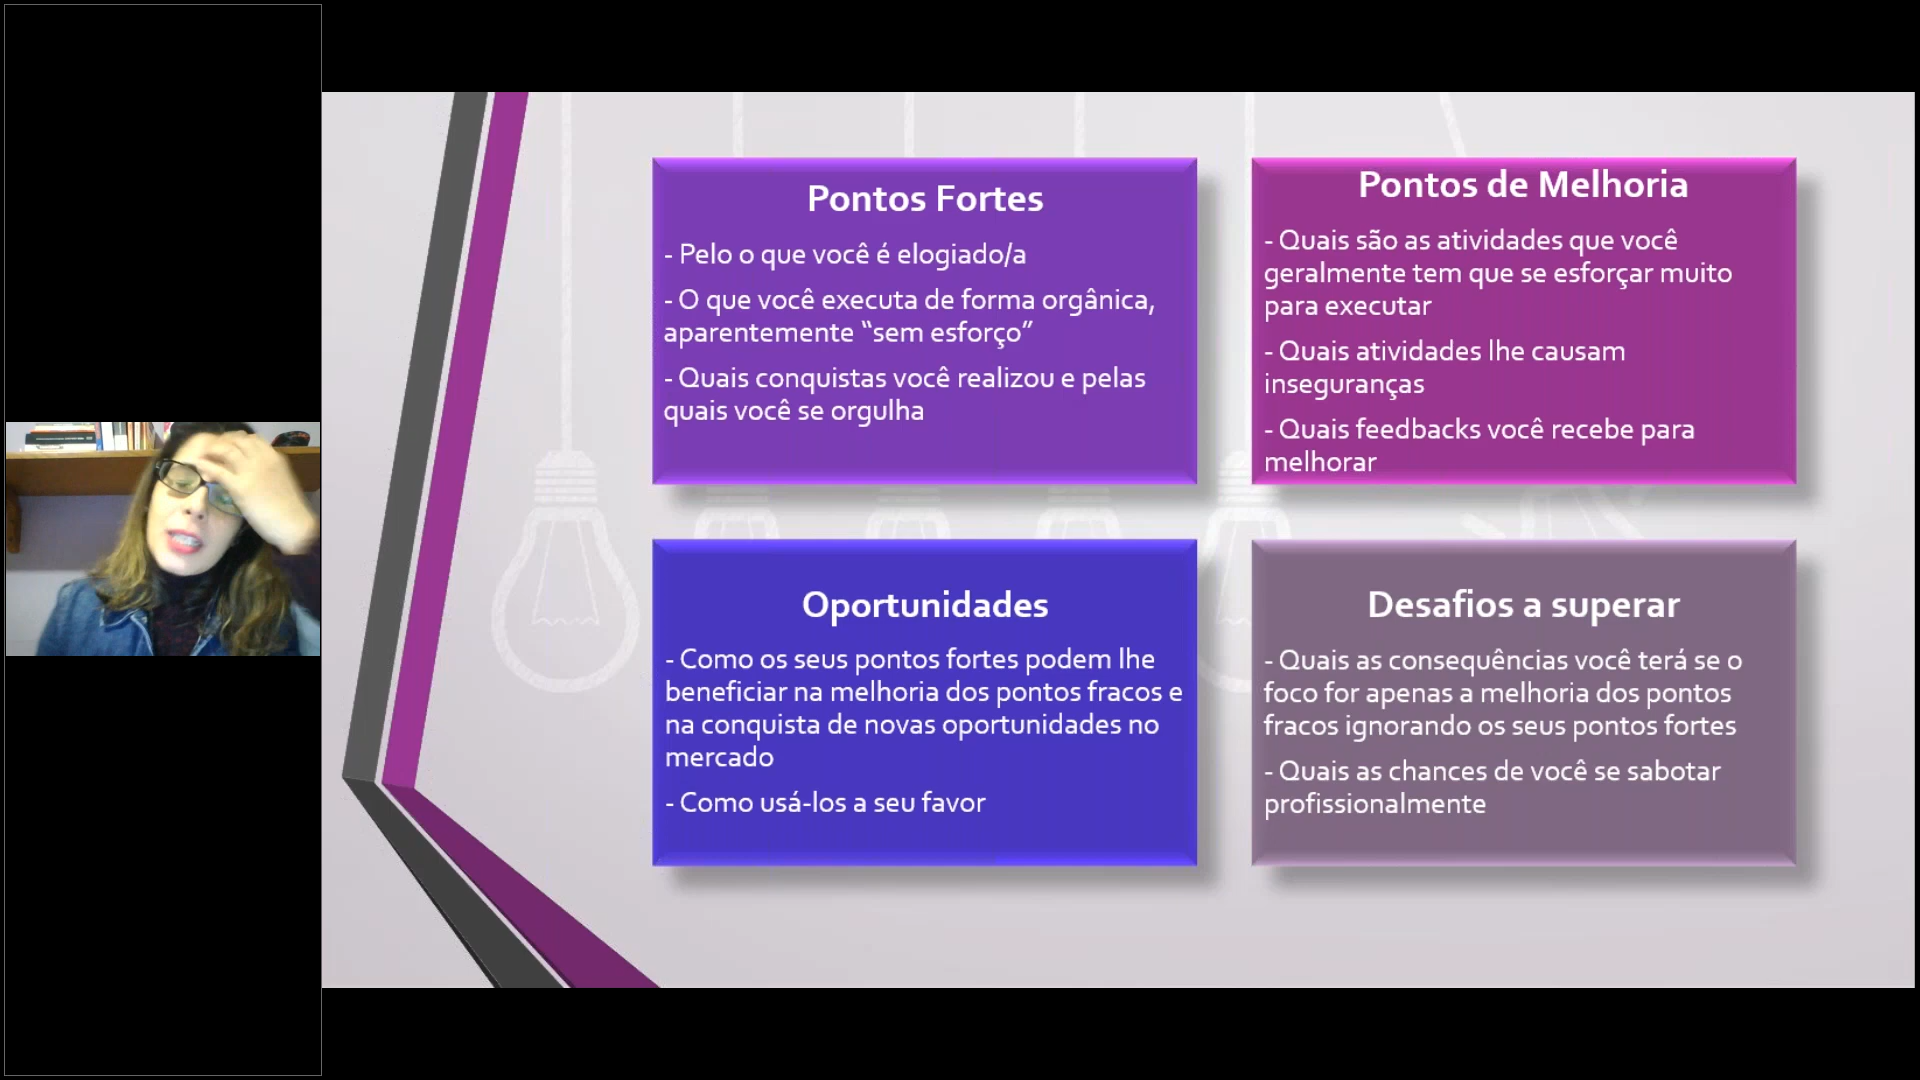 Pontos Fortes
- Pelo o que você é elogiado/a
- O que você executa de forma orgânica,
aparentemente “sem esforço”
- Quais conquistas você realizou e pelas
quais você se orgulha
Pontos de Melhoria
- Quais são as atividades que você
geralmente tem que se esforçar muito
para executar
- Quais atividades lhe causam
inseguranças
- Quais feedbacks você recebe para
melhorar
Oportunidades
- Como os seus pontos fortes podem lhe
beneficiar na melhoria dos pontos fracos e
na conquista de novas oportunidades no
mercado
- Como usá-los a seu favor
Desafios a superar
- Quais as consequências você terá se o
foco for apenas a melhoria dos pontos
fracos ignorando os seus pontos fortes
- Quais as chances de você se sabotar
profissionalmente